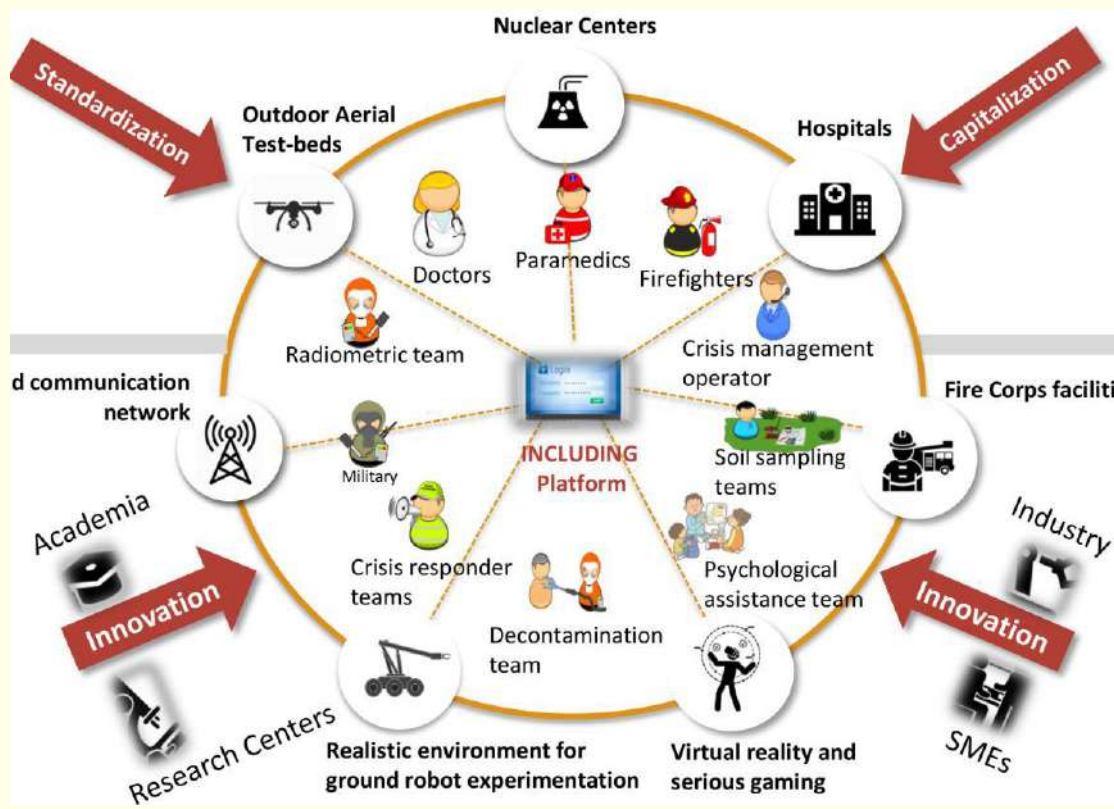 Nuclear Centers
Standardization
Capitalization
Outdoor Aerial
Test-beds
Hospitals
Doctors
Paramedics
Firefighters
Radiometric team
Crisis management
operator
Login
d communication
network
Fire Corps faciliti
INCLUDING
Platform
Military
Soil sampling
teams
Academia
Industry
Crisis responder
teams
Psychological
assistance team
Innovation
Innovation
Decontamination
team
Research Centers
SMEs
Realistic environment for
ground robot experimentation
Virtual reality and
serious gaming